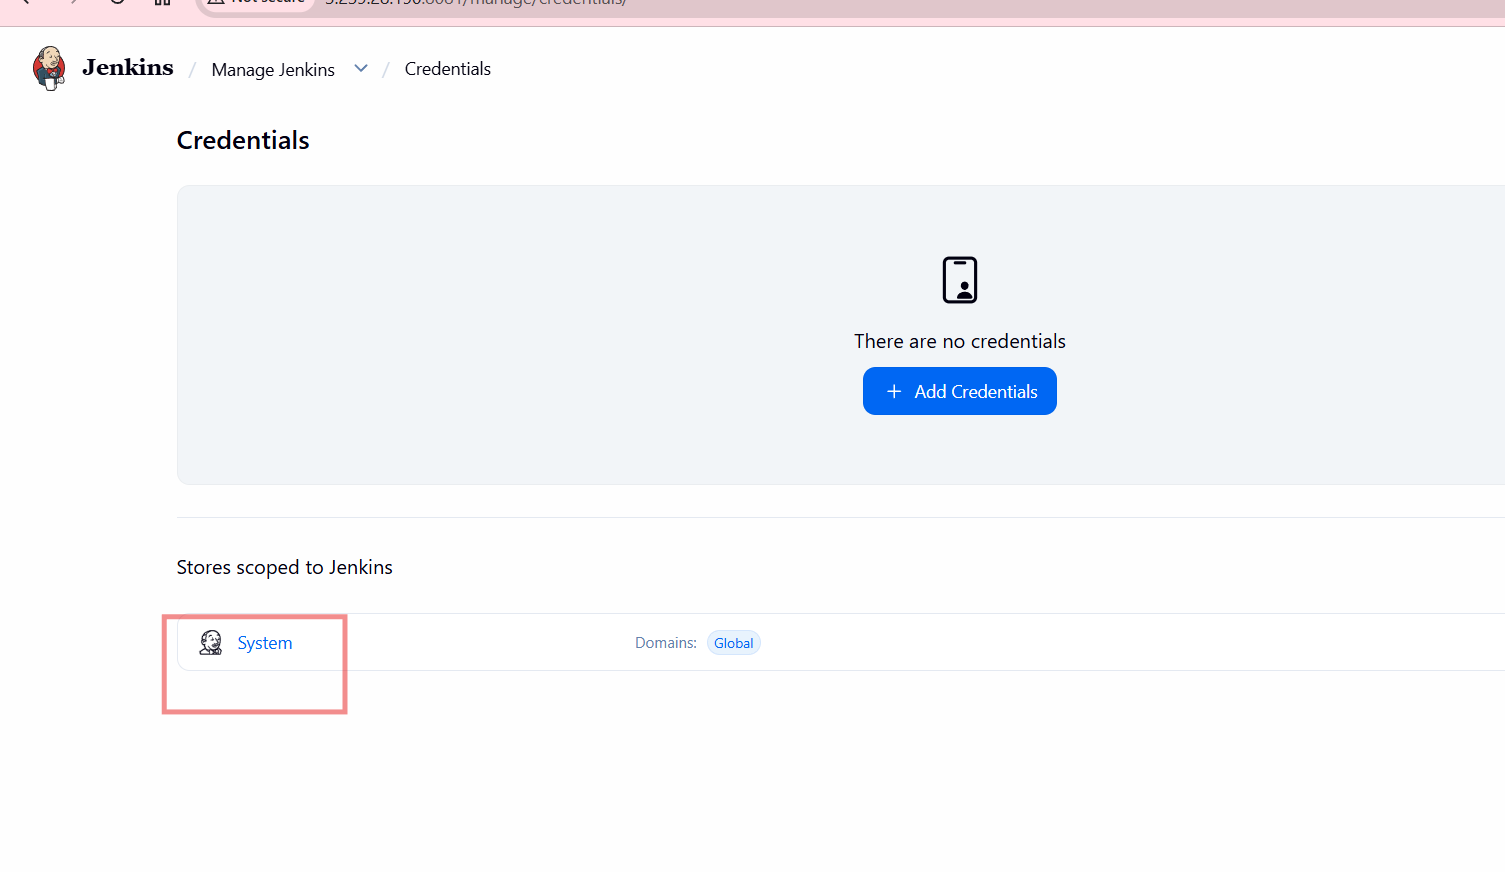 Jenkins / Manage Jenkins / Credentials
Credentials
There are no credentials
+ Add Credentials
Stores scoped to Jenkins
System Domains: Global